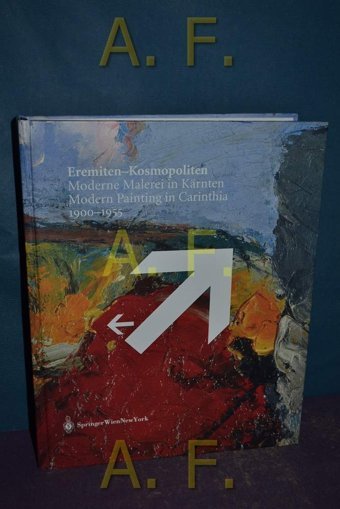 A. F.
Eremiten–Kosmopoliten
Moderne Malerei in Kärnten
Modern Painting in Carinthia
1900–1955
A. F.
SpringerWienNewYork
A. F.